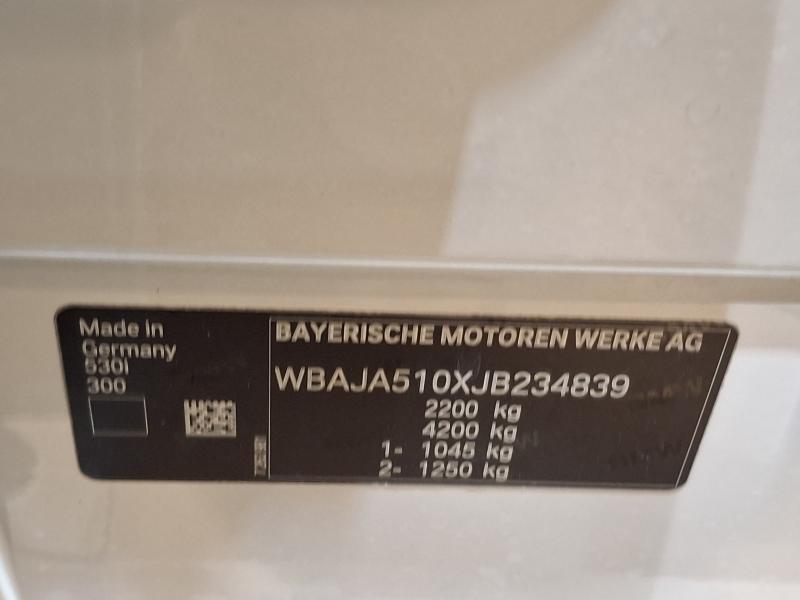 Made in
Germany
530i
300
BAYERISCHE MOTOREN WERKE AG
WBAJA510XJB234839
2200 kg
4200 kg
1- 1045 kg
2- 1250 kg